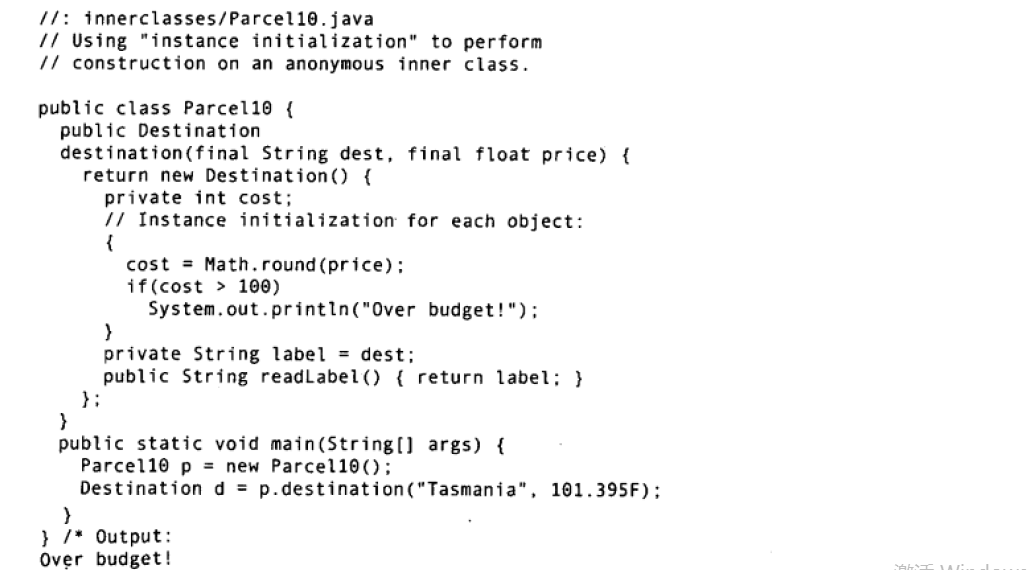 //: innerclasses/Parcel10.java
// Using "instance initialization" to perform
// construction on an anonymous inner class.
public class Parcel10 {
public Destination
destination(final String dest, final float price) {
return new Destination() {
private int cost;
// Instance initialization for each object:
{
cost = Math.round(price);
if(cost > 100)
System.out.println("Over budget!");
}
private String label = dest;
public String readLabel() { return label; }
};
}
public static void main(String[] args) {
Parcel10 p = new Parcel10();
Destination d = p.destination("Tasmania", 101.395F);
}
} /* Output:
Over budget!